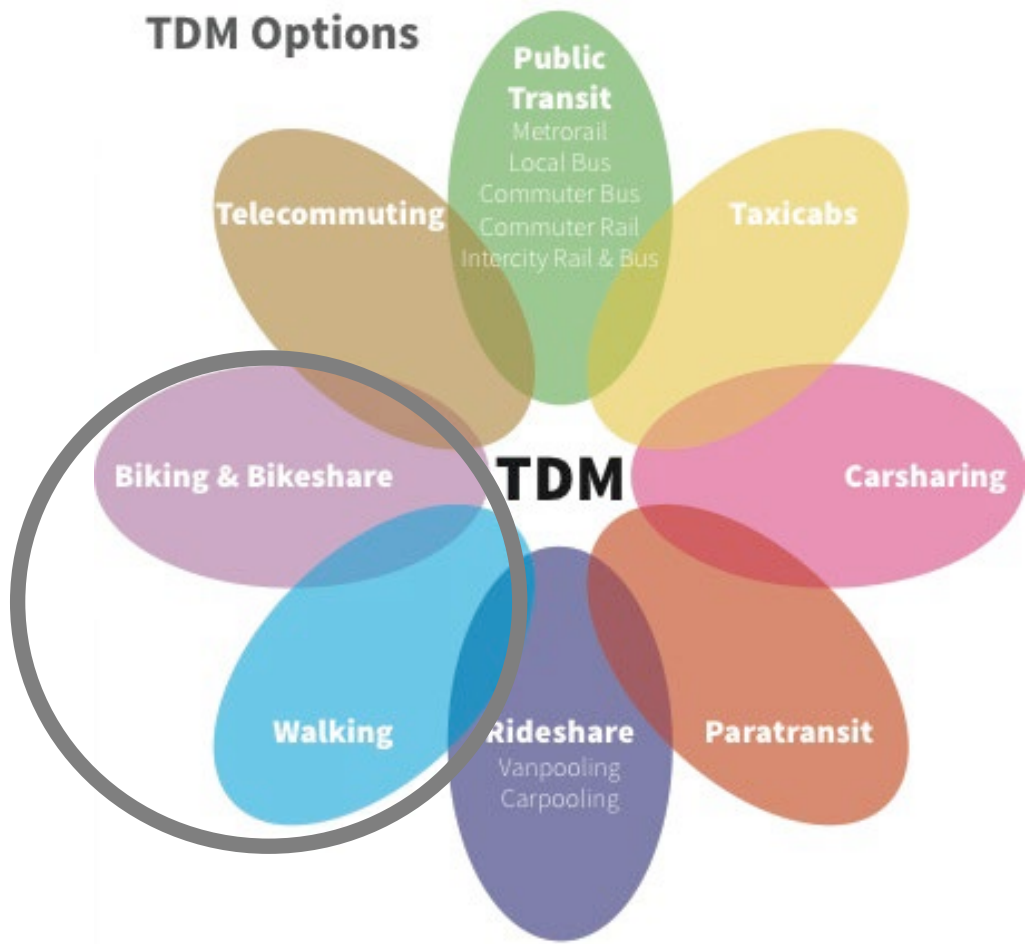 TDM Options
Public
Transit
Metrorail
Local Bus
Commuter Bus
Commuter Rail
Intercity Rail & Bus
Telecommuting
Taxicabs
Biking & Bikeshare
TDM
Carsharing
Walking
Rideshare
Vanpooling
Carpooling
Paratransit